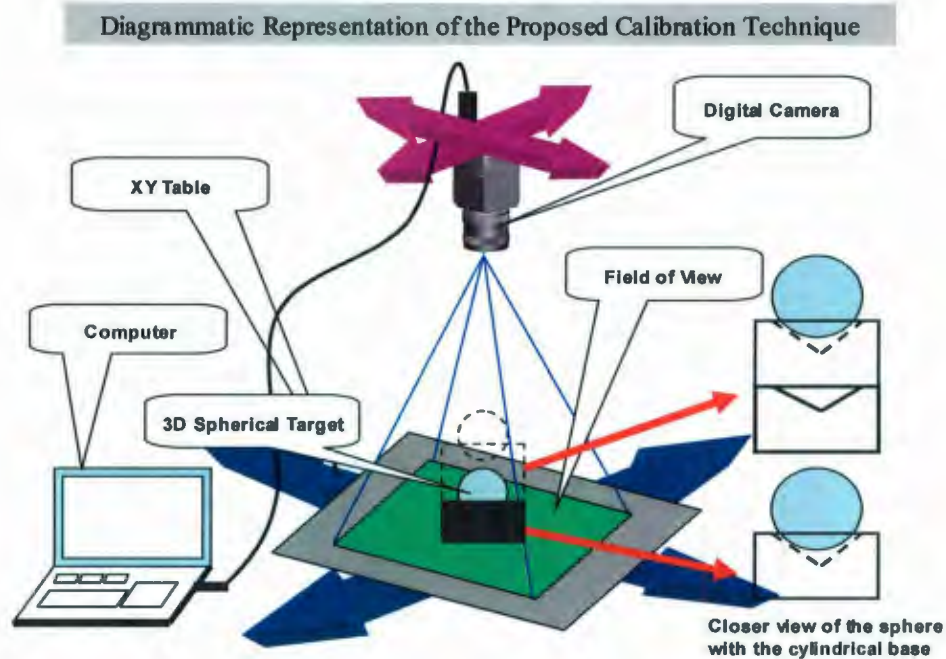 Diagrammatic Representation of the Proposed Calibration Technique
Digital Camera
XY Table
Field of View
Computer
3D Spherical Target
Closer view of the sphere
with the cylindrical base